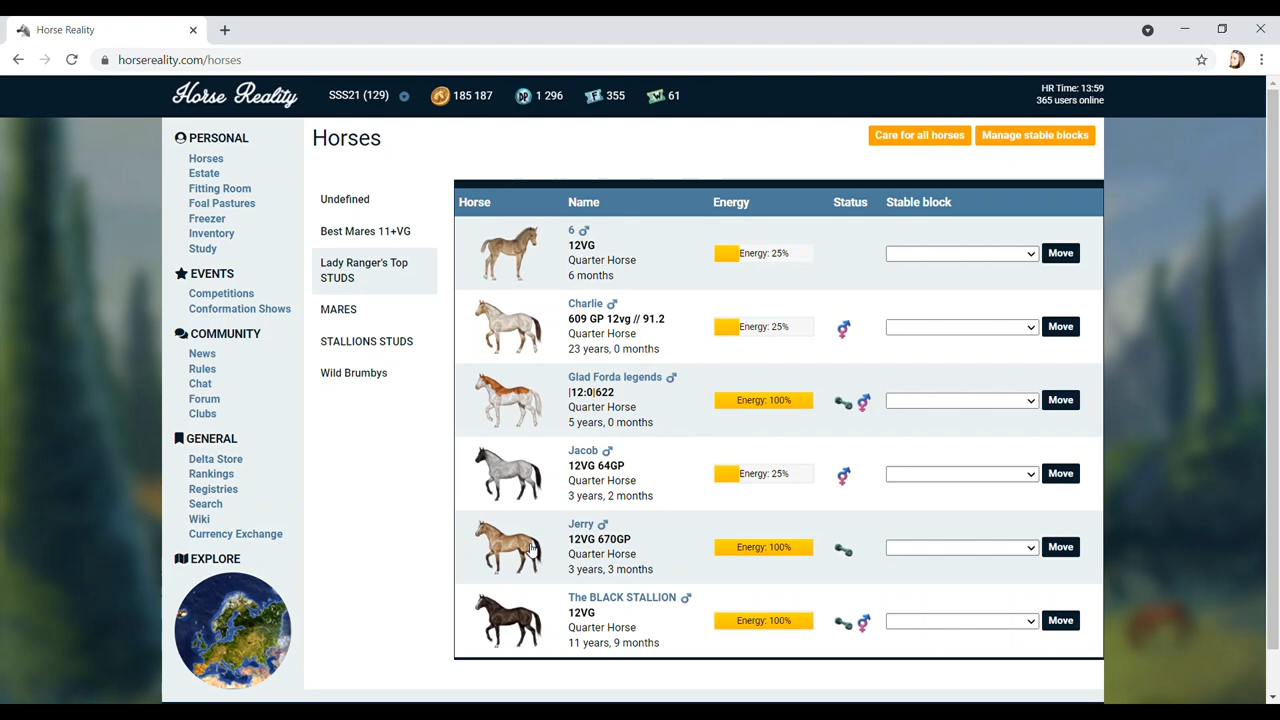 Horse Reality
horsereality.com/horses
Horse Reality
SSS21 (129)
185 187
DP
1 296
355
61
HR Time: 13:59
365 users online
PERSONAL
Horses
Estate
Fitting Room
Foal Pastures
Freezer
Inventory
Study
EVENTS
Competitions
Conformation Shows
COMMUNITY
News
Rules
Chat
Forum
Clubs
GENERAL
Delta Store
Rankings
Registries
Search
Wiki
Currency Exchange
EXPLORE
Horses
Care for all horses
Manage stable blocks
Undefined
Best Mares 11+VG
Lady Ranger's Top
STUDS
MARES
STALLIONS STUDS
Wild Brumbys
Horse Name Energy Status Stable block
6
12VG
Quarter Horse
6 months
Energy: 25%
Move
Charlie
609 GP 12vg // 91.2
Quarter Horse
23 years, 0 months
Energy: 25%
Move
Glad Forda legends
|12:0|622
Quarter Horse
5 years, 0 months
Energy: 100%
Move
Jacob
12VG 64GP
Quarter Horse
3 years, 2 months
Energy: 25%
Move
Jerry
12VG 670GP
Quarter Horse
3 years, 3 months
Energy: 100%
Move
The BLACK STALLION
12VG
Quarter Horse
11 years, 9 months
Energy: 100%
Move